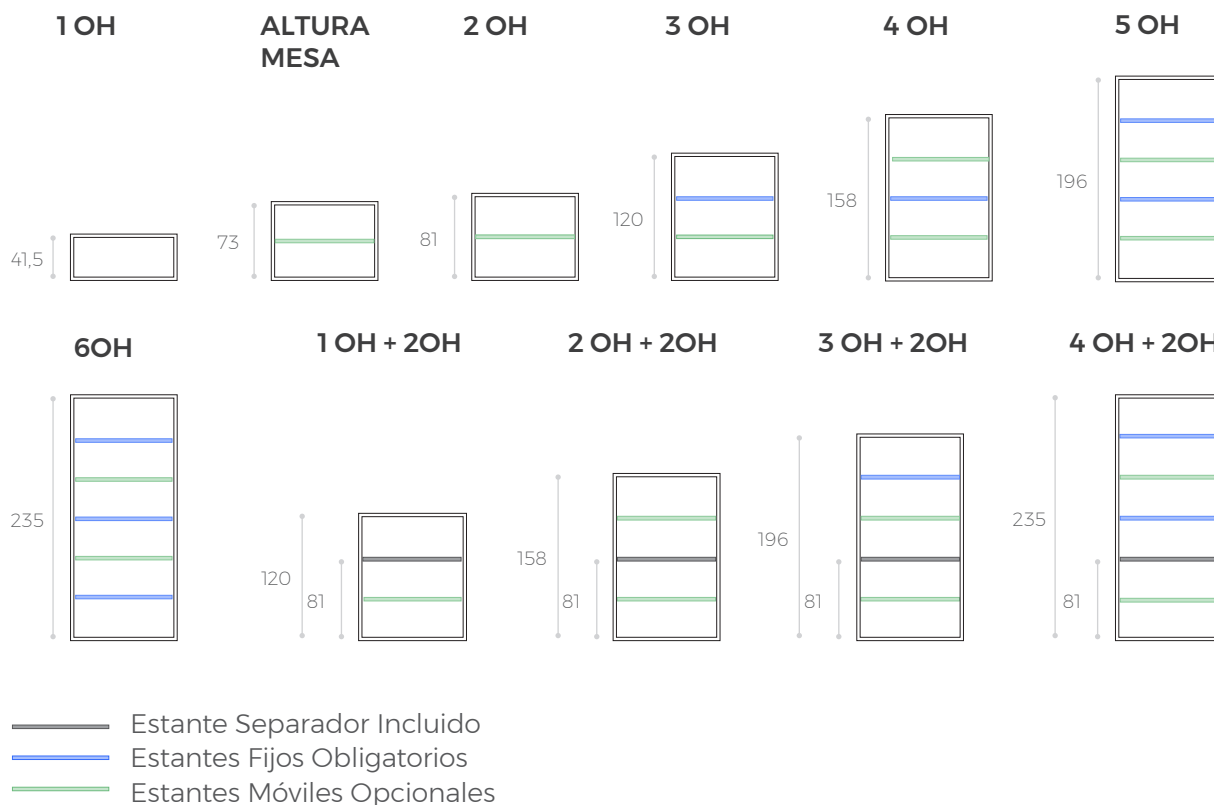 1 OH
ALTURA
MESA
2 OH
3 OH
4 OH
5 OH
41,5
73
81
120
158
196
6OH
1 OH + 2OH
2 OH + 2OH
3 OH + 2OH
4 OH + 2OH
235
120
81
158
81
196
81
235
81
Estante Separador Incluido
Estantes Fijos Obligatorios
Estantes Móviles Opcionales